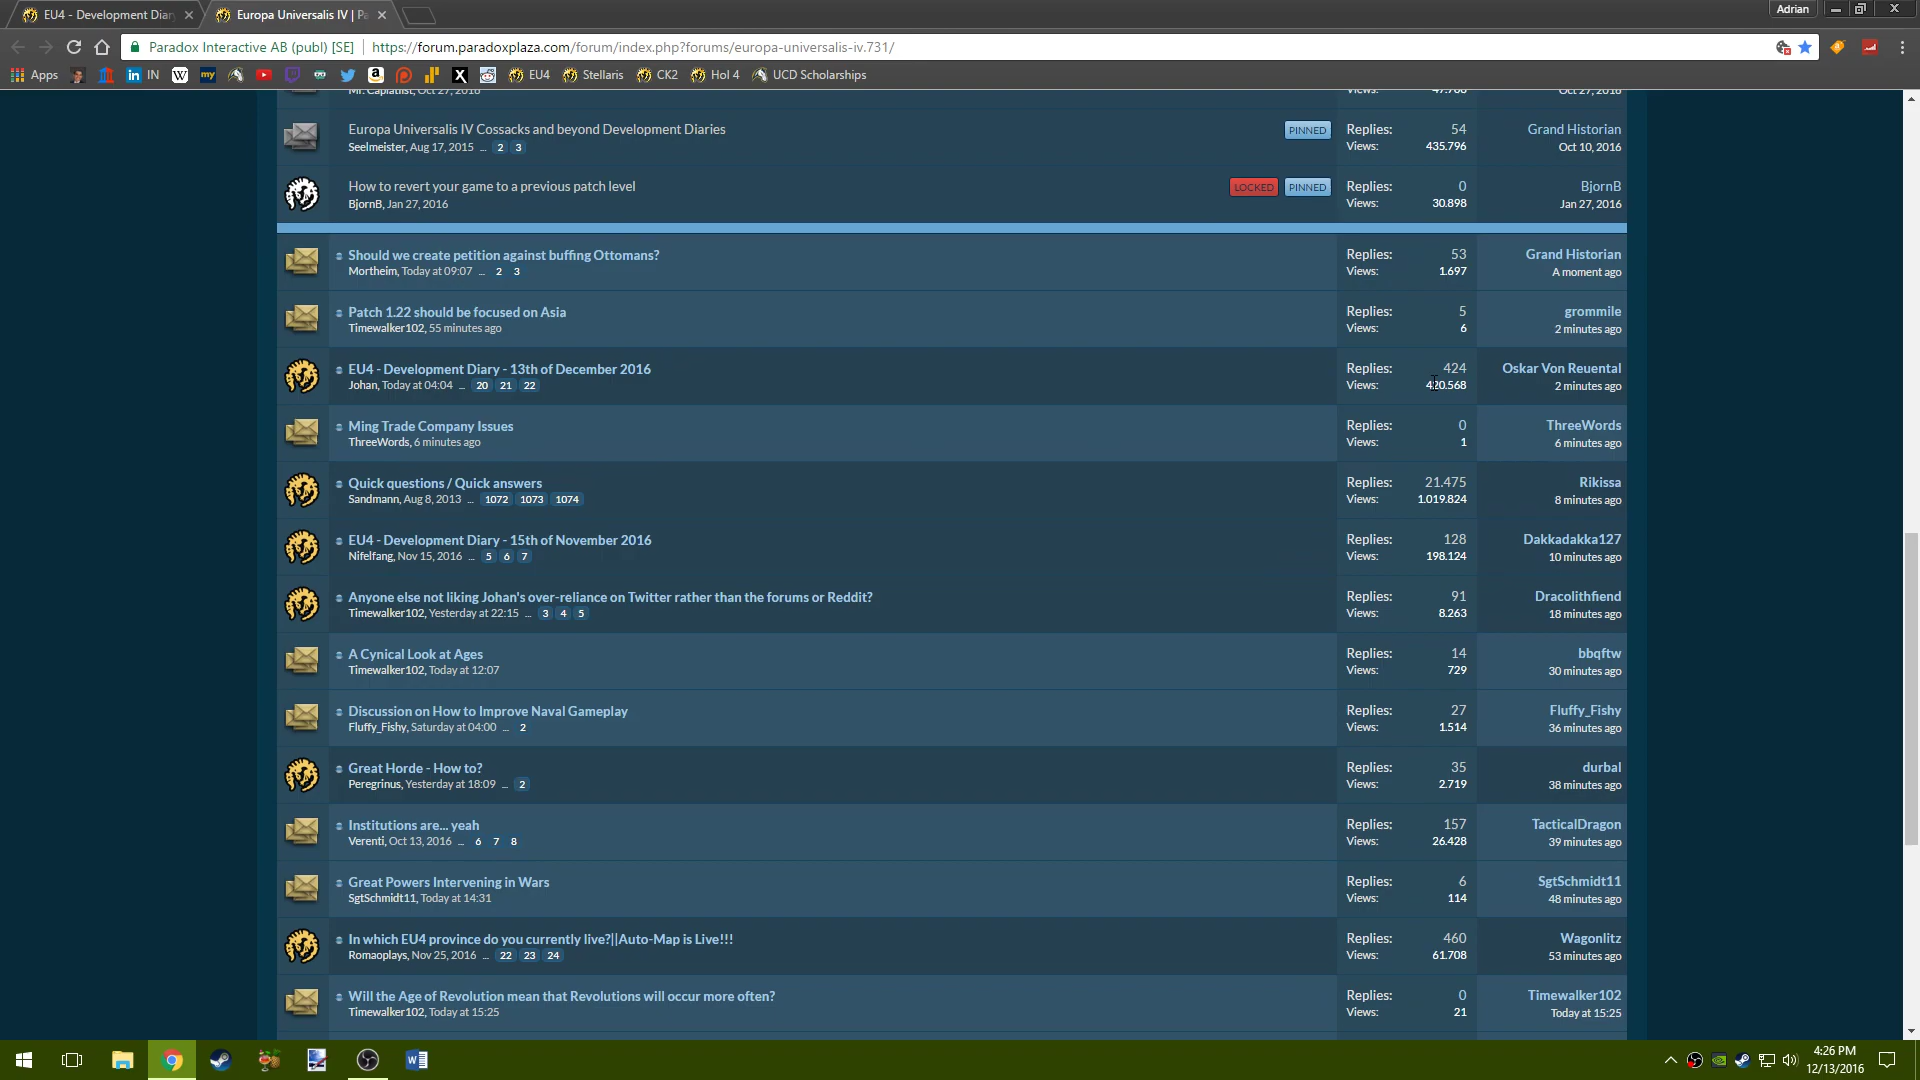 EU4 - Development Diar
Europa Universalis IV | Pa
Adrian
Paradox Interactive AB (publ) [SE]
https://forum.paradoxplaza.com/forum/index.php?forums/europa-universalis-iv.731/
Apps
IN
W
my
EU4
Stellaris
CK2
HoI 4
UCD Scholarships
Oct 27, 2016
Views:
Oct 27, 2016
Europa Universalis IV Cossacks and beyond Development Diaries
PINNED
Replies: 54
Grand Historian
Seelmeister, Aug 17, 2015 ... 2 3
Views: 435.796
Oct 10, 2016
How to revert your game to a previous patch level
LOCKED PINNED
Replies: 0
BjornB
BjornB, Jan 27, 2016
Views: 30.898
Jan 27, 2016
Should we create petition against buffing Ottomans?
Replies: 53
Grand Historian
Mortheim, Today at 09:07 ... 2 3
Views: 1.697
A moment ago
Patch 1.22 should be focused on Asia
Replies: 5
grommile
Timewalker102, 55 minutes ago
Views: 6
2 minutes ago
EU4 - Development Diary - 13th of December 2016
Replies: 424
Oskar Von Reuental
Johan, Today at 04:04 ... 20 21 22
Views:
2 minutes ago
Ming Trade Company Issues
Replies: 0
ThreeWords
ThreeWords, 6 minutes ago
Views: 1
6 minutes ago
Quick questions / Quick answers
Replies: 21.475
Rikissa
Sandmann, Aug 8, 2013 ... 1072 1073 1074
Views: 1.019.824
8 minutes ago
EU4 - Development Diary - 15th of November 2016
Replies: 128
Dakkadakka127
Nifelfang, Nov 15, 2016 ... 5 6 7
Views: 198.124
10 minutes ago
Anyone else not liking Johan's over-reliance on Twitter rather than the forums or Reddit?
Replies: 91
Dracolithfiend
Timewalker102, Yesterday at 22:15 ... 3 4 5
Views: 8.263
18 minutes ago
A Cynical Look at Ages
Replies: 14
bbqftw
Timewalker102, Today at 12:07
Views: 729
30 minutes ago
Discussion on How to Improve Naval Gameplay
Replies: 27
Fluffy_Fishy
Fluffy_Fishy, Saturday at 04:00 ... 2
Views: 1.514
36 minutes ago
Great Horde - How to?
Replies: 35
durbal
Peregrinus, Yesterday at 18:09 ... 2
Views: 2.719
38 minutes ago
Institutions are... yeah
Replies: 157
TacticalDragon
Verenti, Oct 13, 2016 ... 6 7 8
Views: 26.428
39 minutes ago
Great Powers Intervening in Wars
Replies: 6
SgtSchmidt11
SgtSchmidt11, Today at 14:31
Views: 114
48 minutes ago
In which EU4 province do you currently live?||Auto-Map is Live!!!
Replies: 460
Wagonlitz
Romaoplays, Nov 25, 2016 ... 22 23 24
Views: 61.708
53 minutes ago
Will the Age of Revolution mean that Revolutions will occur more often?
Replies: 0
Timewalker102
Timewalker102, Today at 15:25
Views: 21
Today at 15:25
4:26 PM
12/13/2016